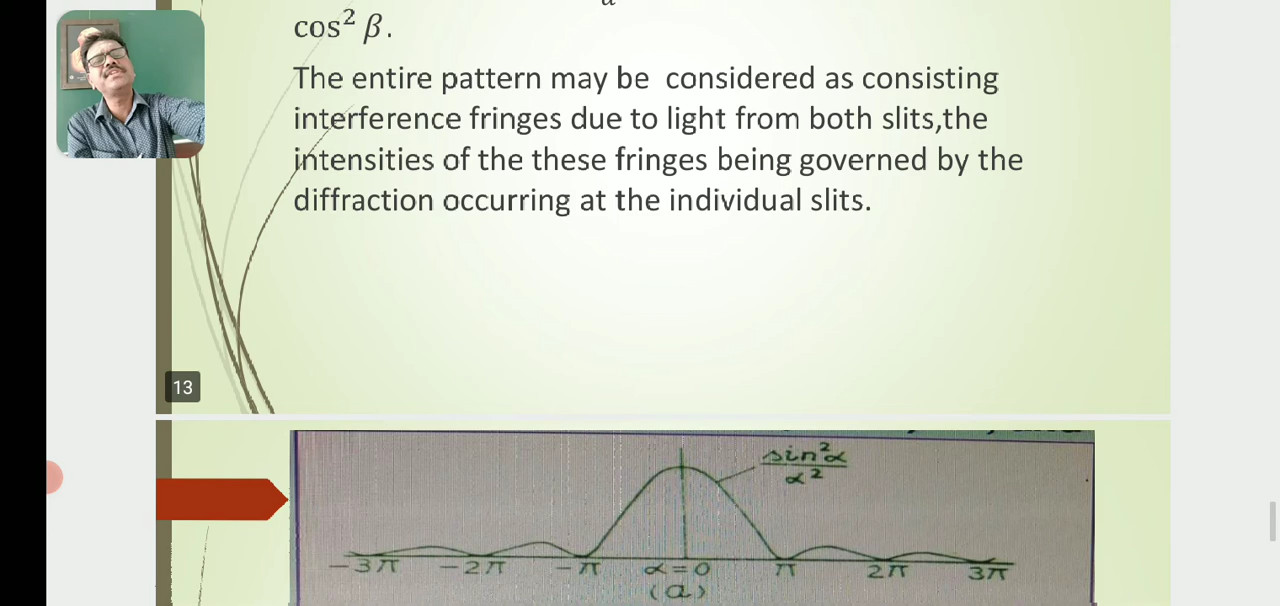 cos² β.
The entire pattern may be considered as consisting
interference fringes due to light from both slits,the
intensities of the these fringes being governed by the
diffraction occurring at the individual slits.
13
sin²α
α²
-3π -2π -π α=0 π 2π 3π
(a)